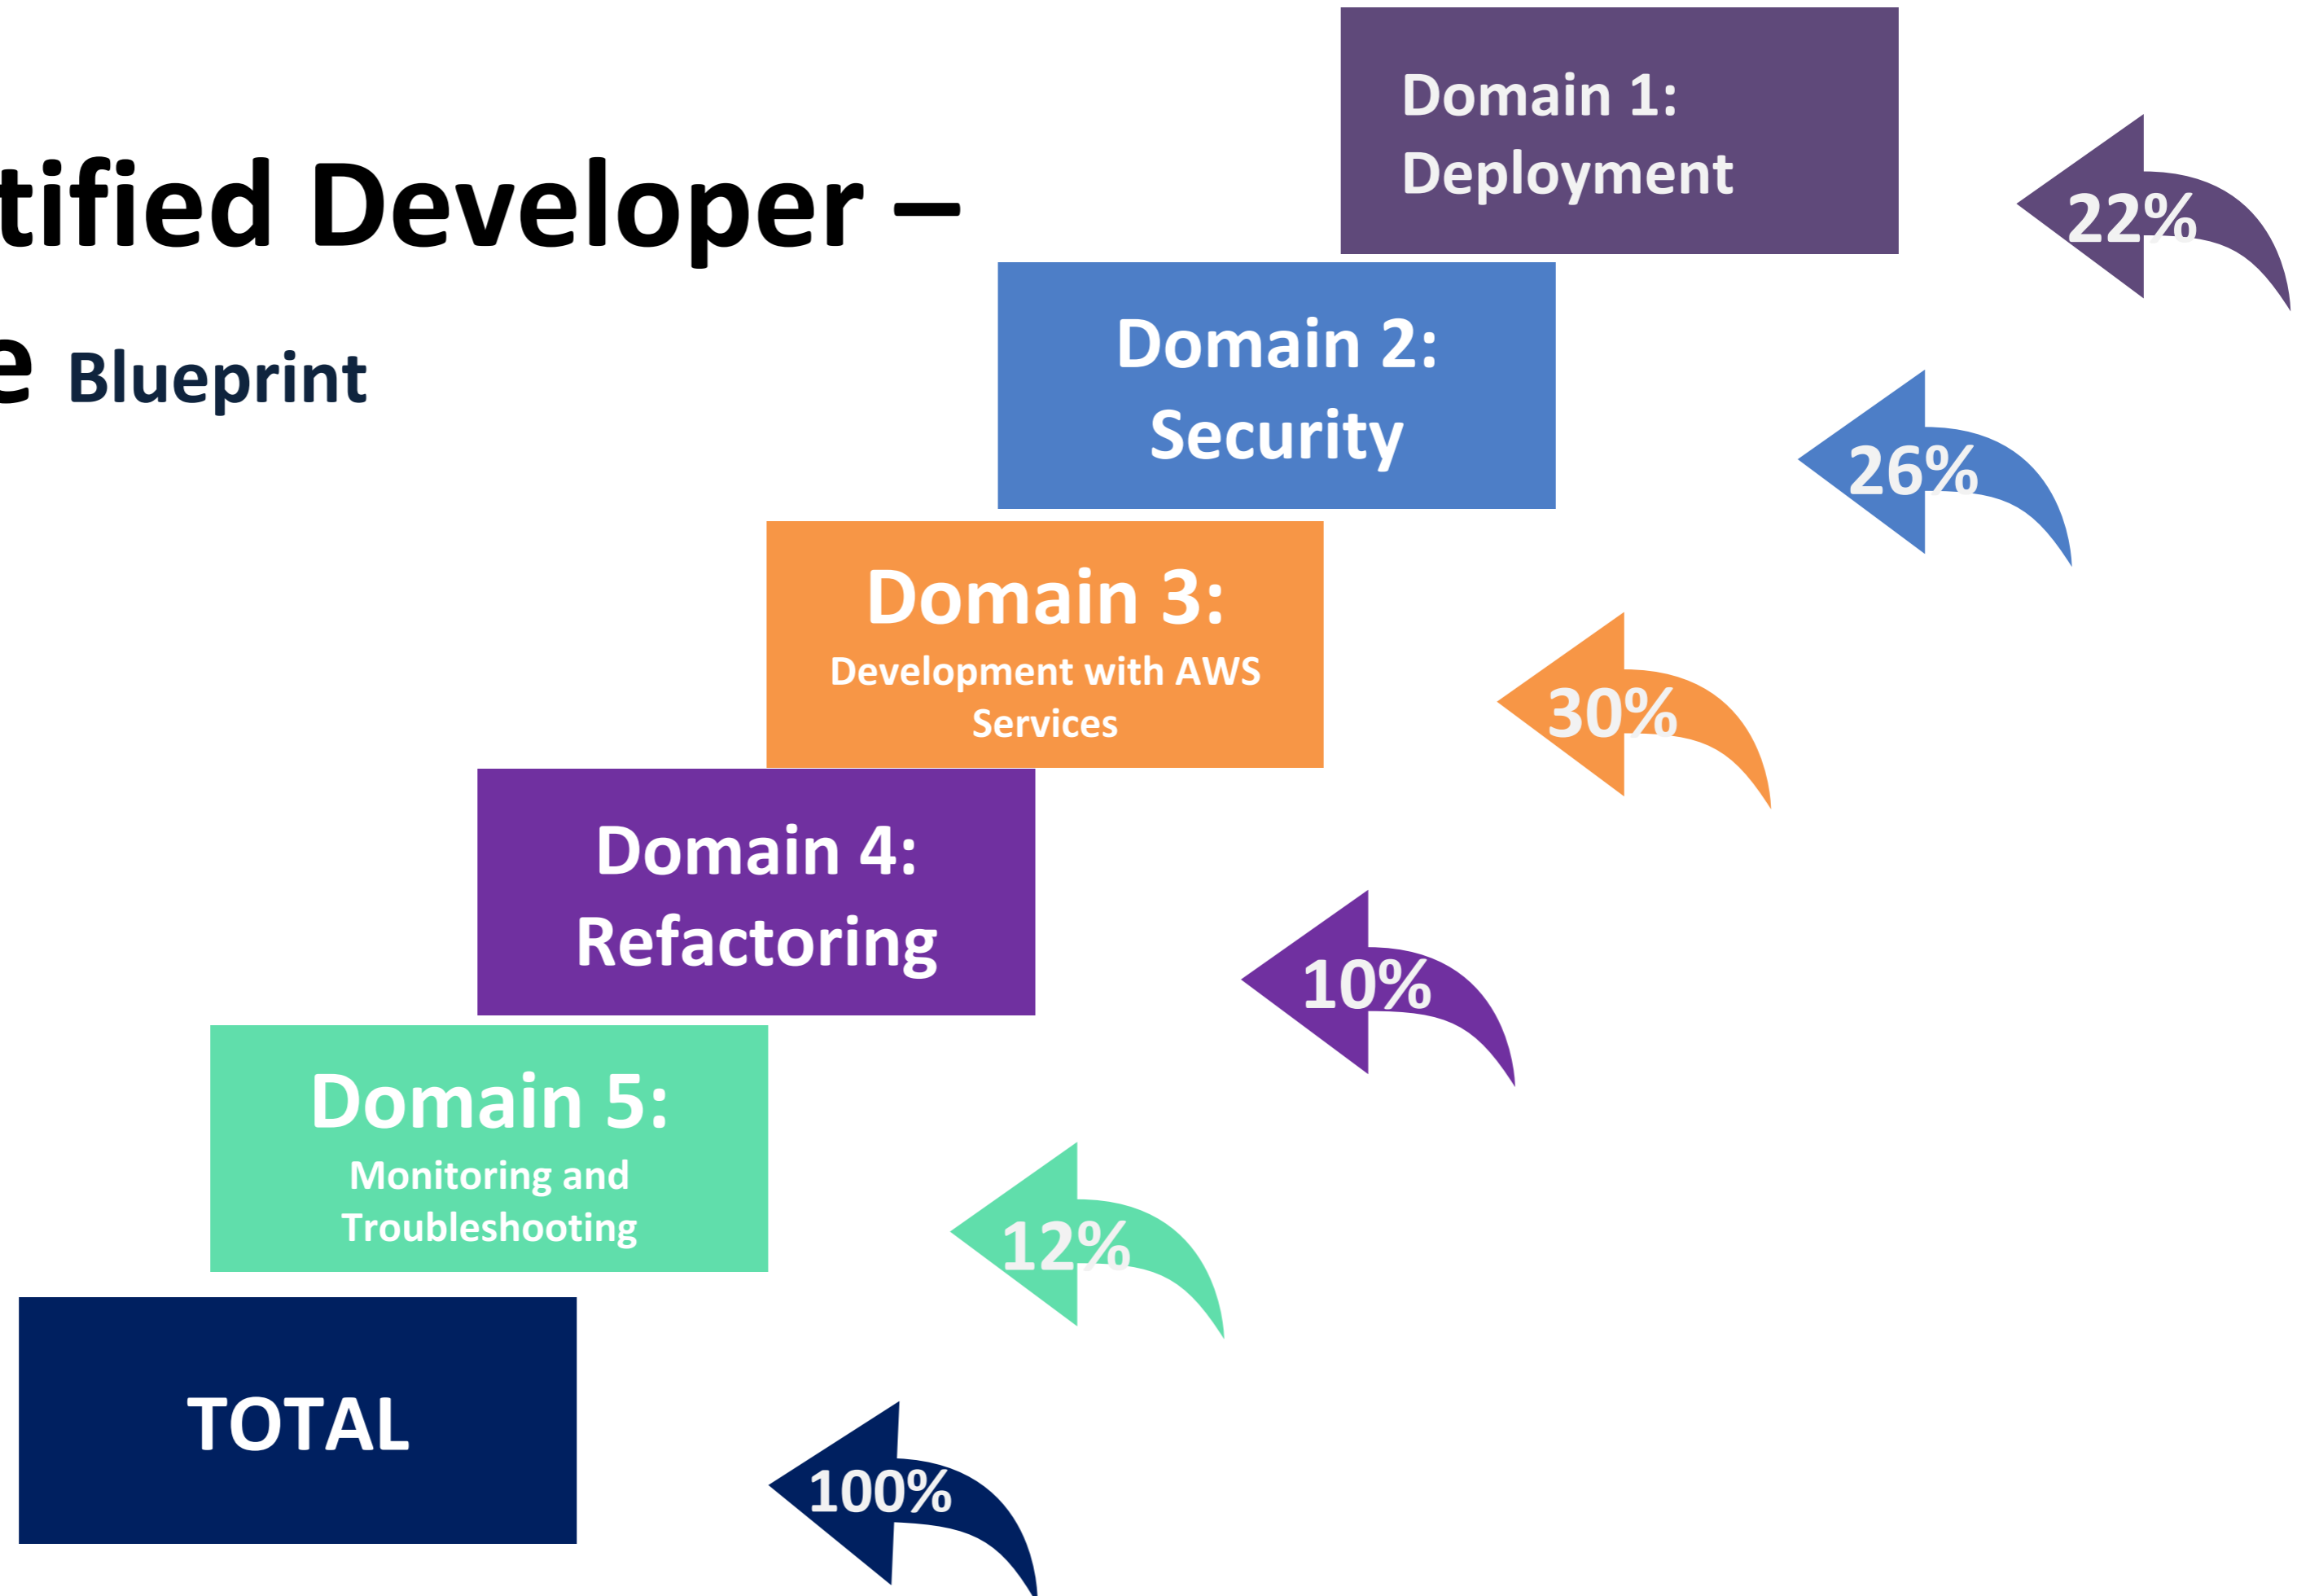 tified Developer –
e Blueprint
Domain 1:
Deployment
22%
Domain 2:
Security
26%
Domain 3:
Development with AWS
Services
30%
Domain 4:
Refactoring
10%
Domain 5:
Monitoring and
Troubleshooting
12%
TOTAL
100%